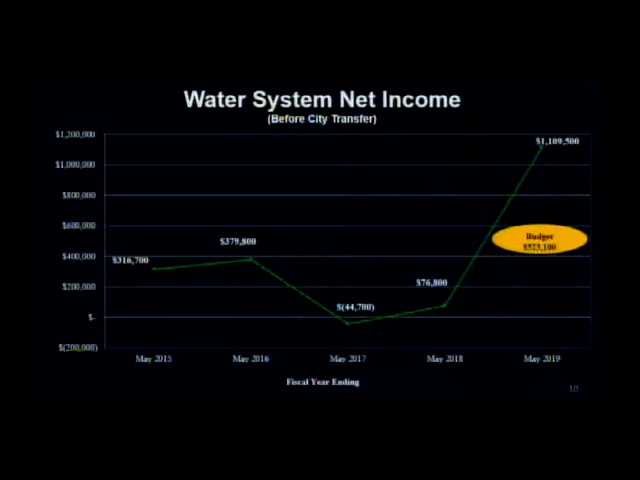 Water System Net Income
(Before City Transfer)
$1,200,000
$1,109,500
$1,000,000
$800,000
$600,000
Budget
$523,100
$379,800
$400,000
$316,700
$200,000
$76,800
$(44,700)
$-
$(200,000)
May 2015
May 2016
May 2017
May 2018
May 2019
Fiscal Year Ending
10